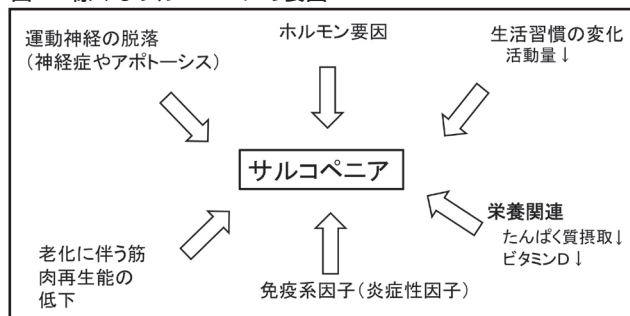 運動神経の脱落
(神経症やアポトーシス)
ホルモン要因
生活習慣の変化
活動量↓
サルコペニア
老化に伴う筋
肉再生能の
低下
免疫系因子(炎症性因子)
栄養関連
たんぱく質摂取↓
ビタミンD↓